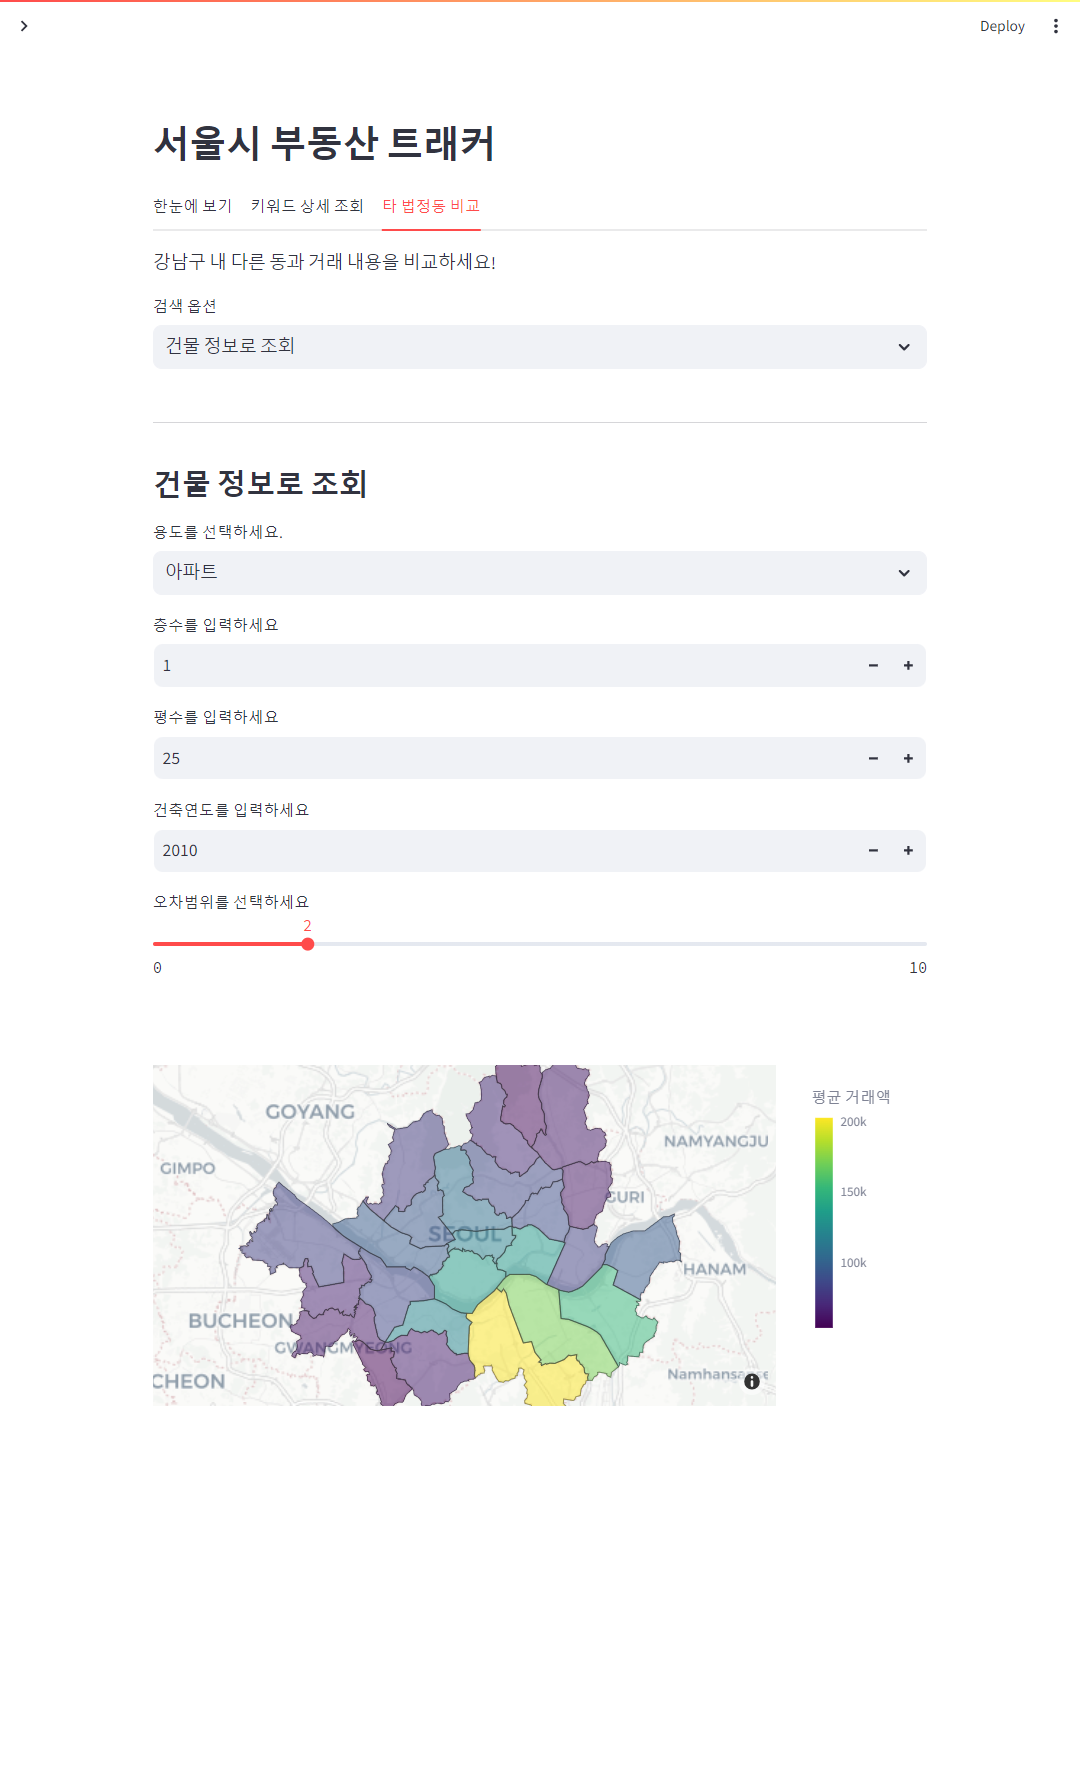 Deploy
서울시 부동산 트래커
한눈에 보기 키워드 상세 조회 타 법정동 비교
강남구 내 다른 동과 거래 내용을 비교하세요!
검색 옵션
건물 정보로 조회
건물 정보로 조회
용도를 선택하세요.
아파트
층수를 입력하세요
1
평수를 입력하세요
25
건축연도를 입력하세요
2010
오차범위를 선택하세요
2
0 10
평균 거래액
200k
150k
100k
GOYANG
NAMYANGJU
GIMPO
GURI
SEOUL
HANAM
BUCHEON
GWANGMYEONG
CHEON